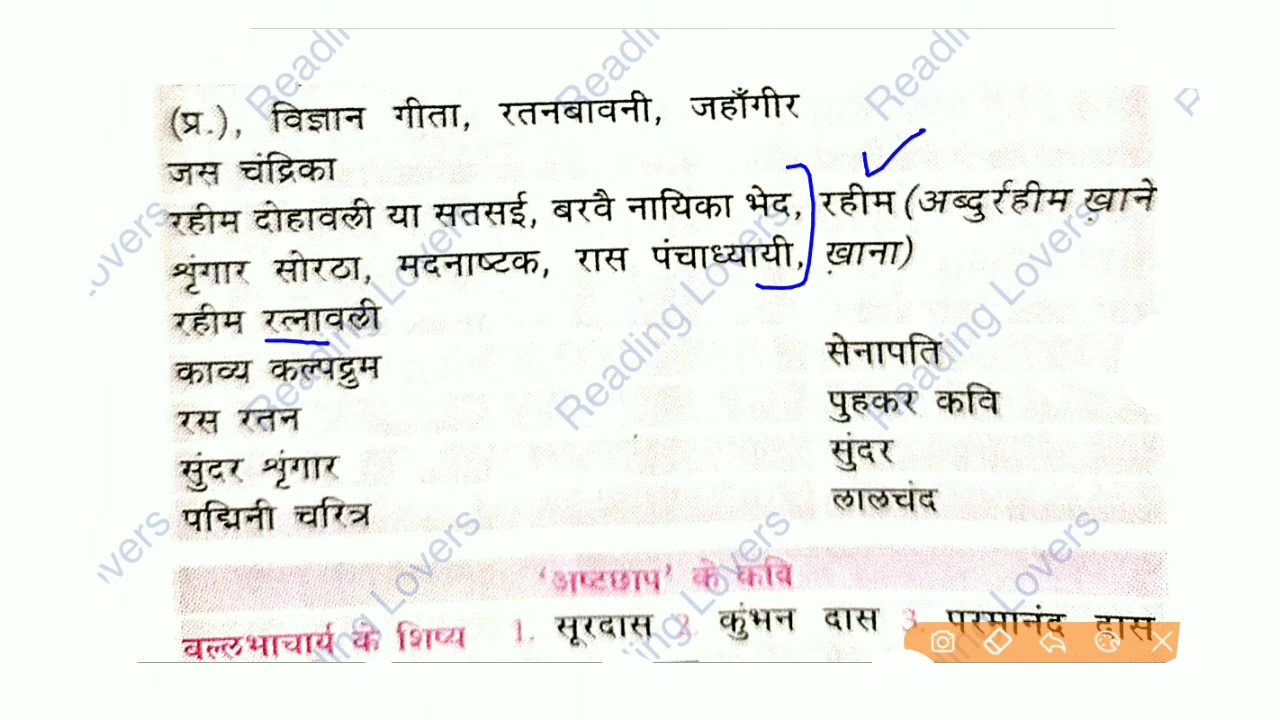 (प्र.), विज्ञान गीता, रतनबावनी, जहाँगीर
जस चंद्रिका
रहीम दोहावली या सतसई, बरवै नायिका भेद, रहीम (अब्दुर्रहीम ख़ाने
शृंगार सोरठा, मदनाष्टक, रास पंचाध्यायी, ख़ाना)
रहीम रत्नावली
काव्य कल्पद्रुम सेनापति
रस रतन पुहकर कवि
सुंदर शृंगार सुंदर
पद्मिनी चरित्र लालचंद
'अष्टछाप' के कवि
वल्लभाचार्य के शिष्य 1. सूरदास 2. कुंभन दास 3. परमानंद दास
Reading Lovers